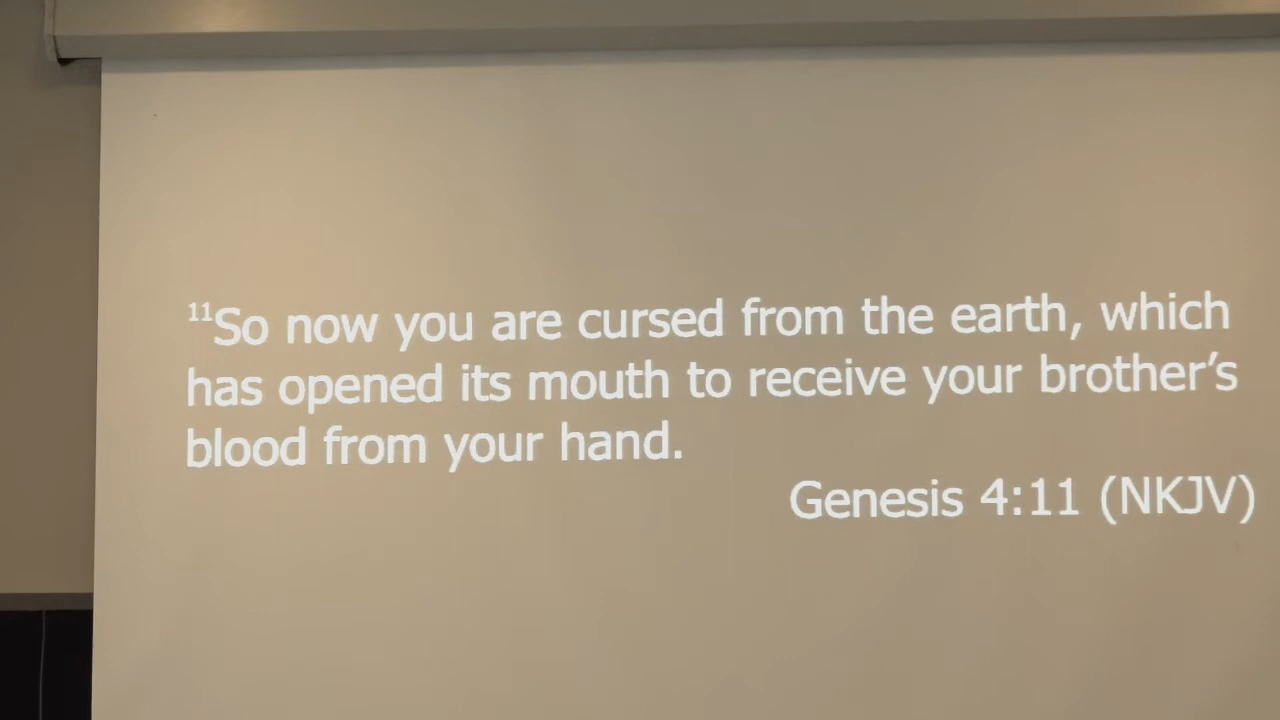 11So now you are cursed from the earth, which
has opened its mouth to receive your brother’s
blood from your hand.
Genesis 4:11 (NKJV)